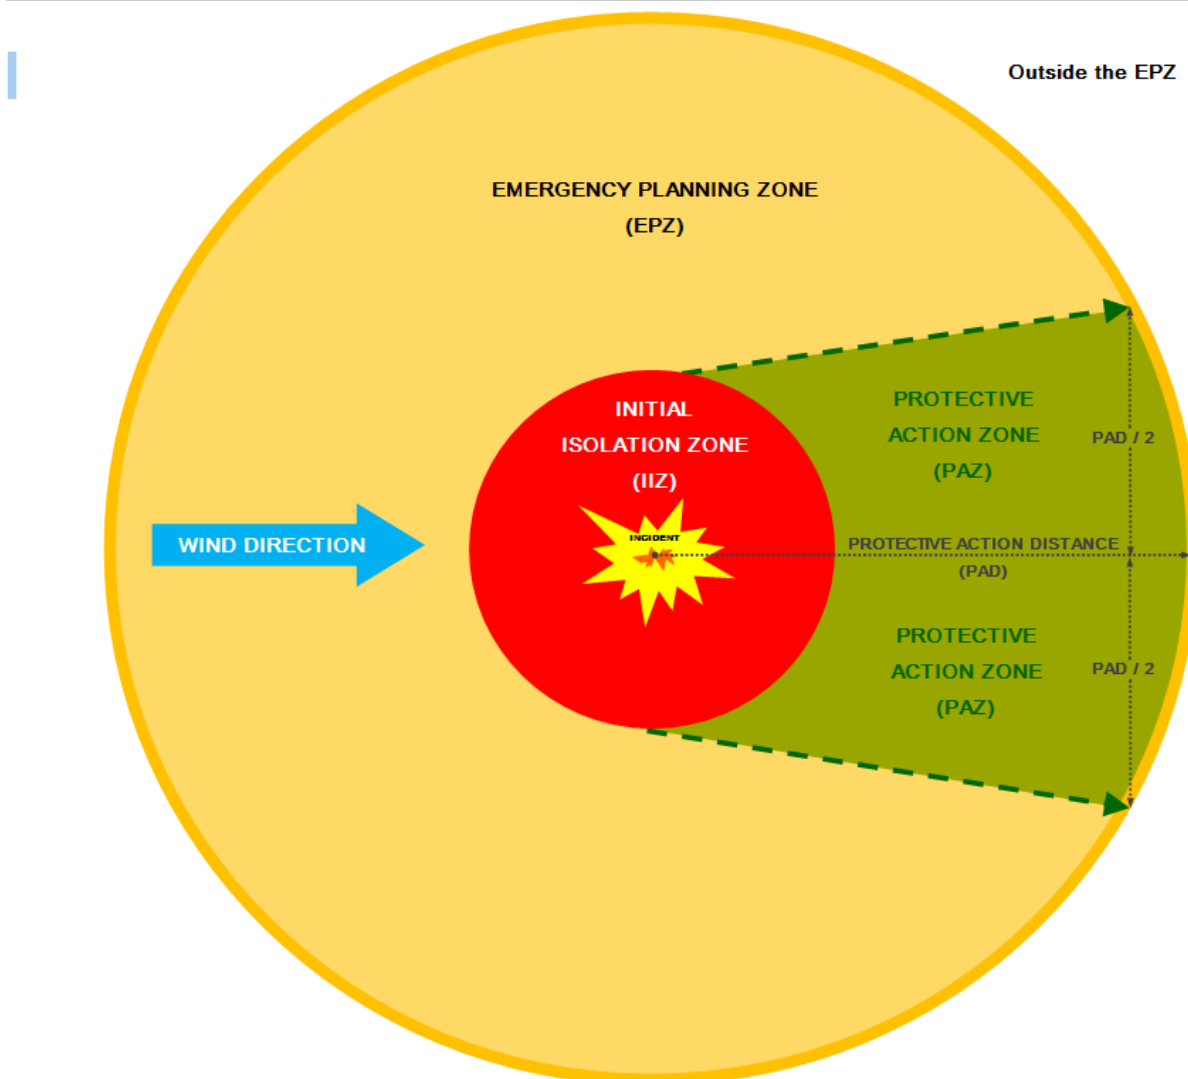 Outside the EPZ
EMERGENCY PLANNING ZONE
(EPZ)
INITIAL
ISOLATION ZONE
(IIZ)
INCIDENT
WIND DIRECTION
PROTECTIVE
ACTION ZONE
(PAZ)
PAD / 2
PROTECTIVE ACTION DISTANCE
(PAD)
PROTECTIVE
ACTION ZONE
(PAZ)
PAD / 2